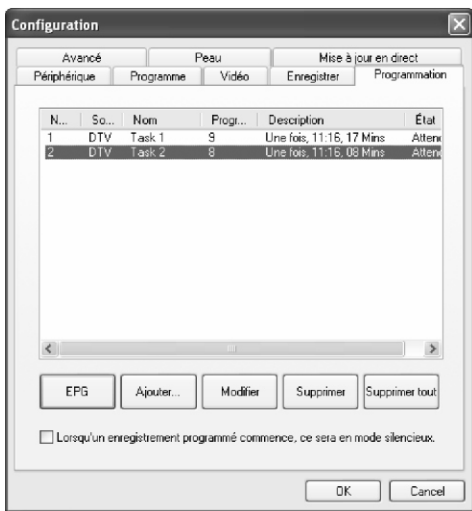 Configuration
Avancé Peau Mise à jour en direct
Périphérique Programme Vidéo Enregistrer Programmation
N... So... Nom Progr... Description État
1 DTV Task 1 9 Une fois, 11:16, 17 Mins Atten
2 DTV Task 2 8 Une fois, 11:16, 08 Mins Atten
EPG Ajouter... Modifier Supprimer Supprimer tout
Lorsqu'un enregistrement programmé commence, ce sera en mode silencieux.
OK Cancel